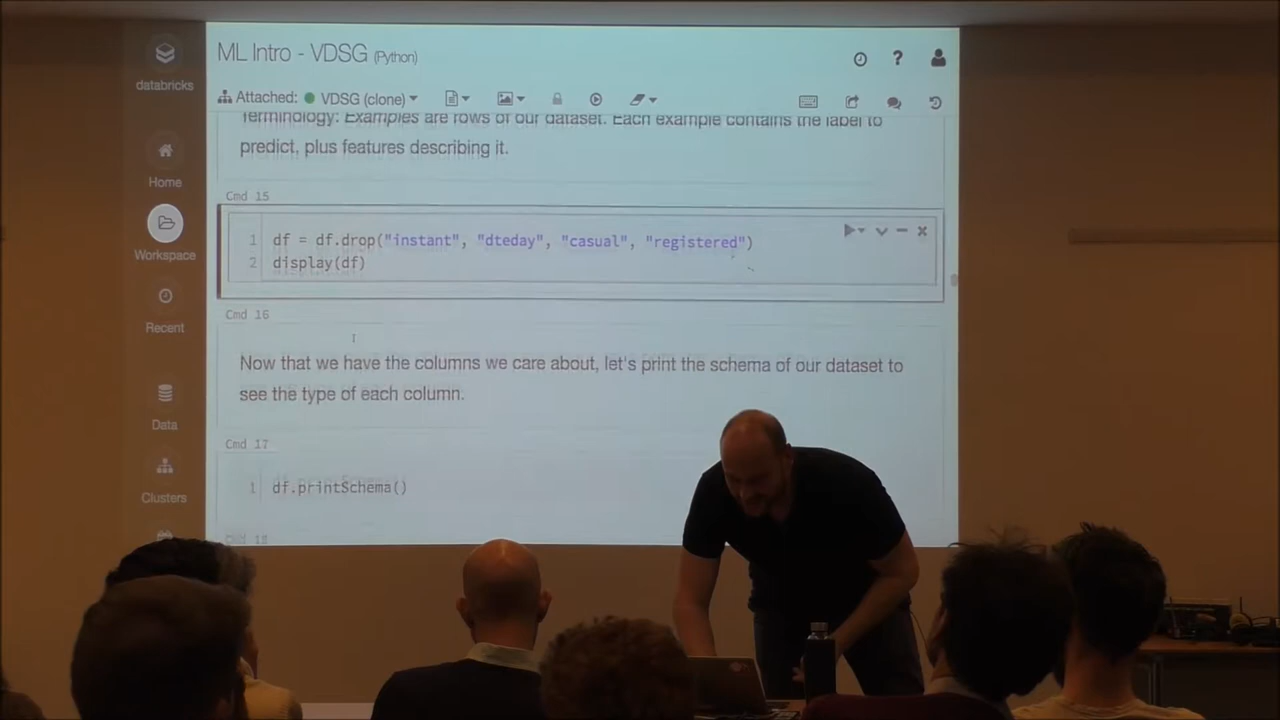 ML Intro - VDSG (Python)
databricks
Attached: VDSG (clone)
Terminology: Examples are rows of our dataset. Each example contains the label to
predict, plus features describing it.
Home
Cmd 15
1 df = df.drop("instant", "dteday", "casual", "registered")
2 display(df)
Workspace
Cmd 16
Recent
Now that we have the columns we care about, let's print the schema of our dataset to
see the type of each column.
Data
Cmd 17
1 df.printSchema()
Clusters
Cmd 18